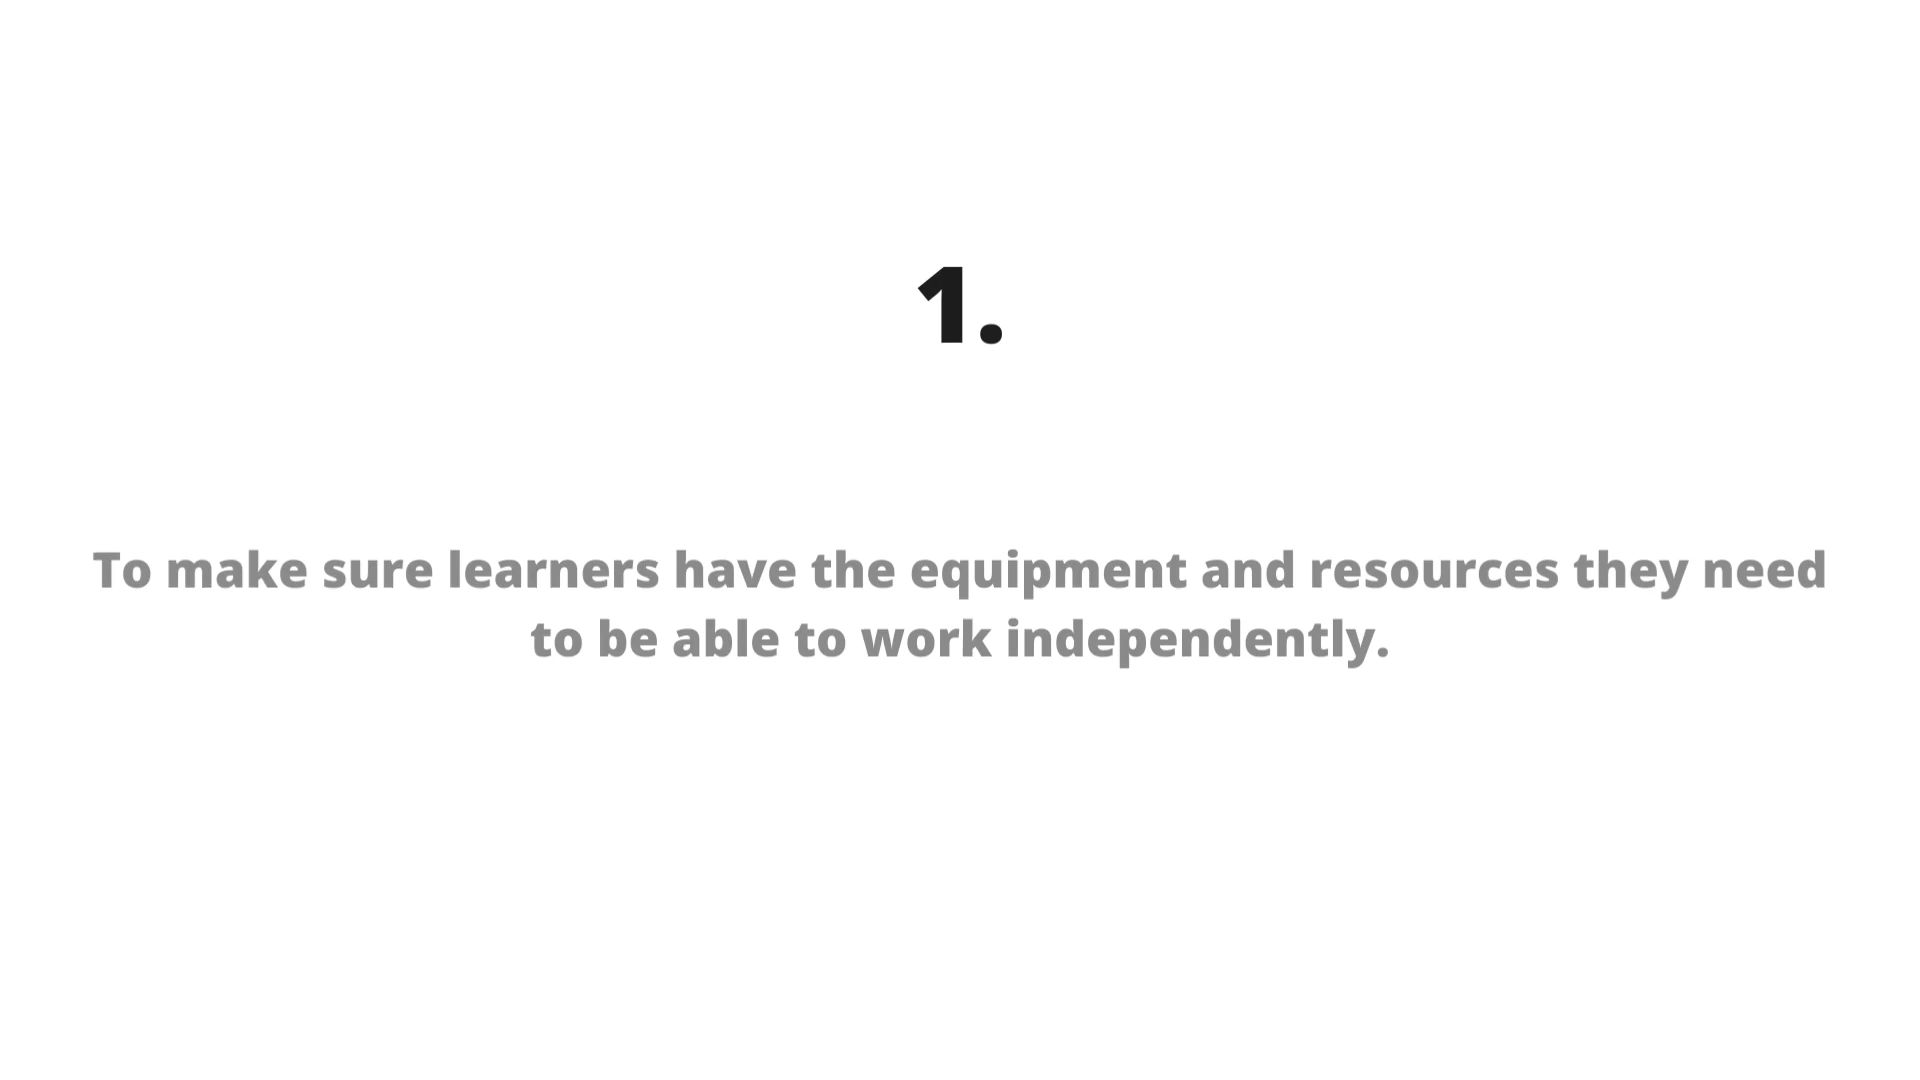 1.
To make sure learners have the equipment and resources they need
to be able to work independently.